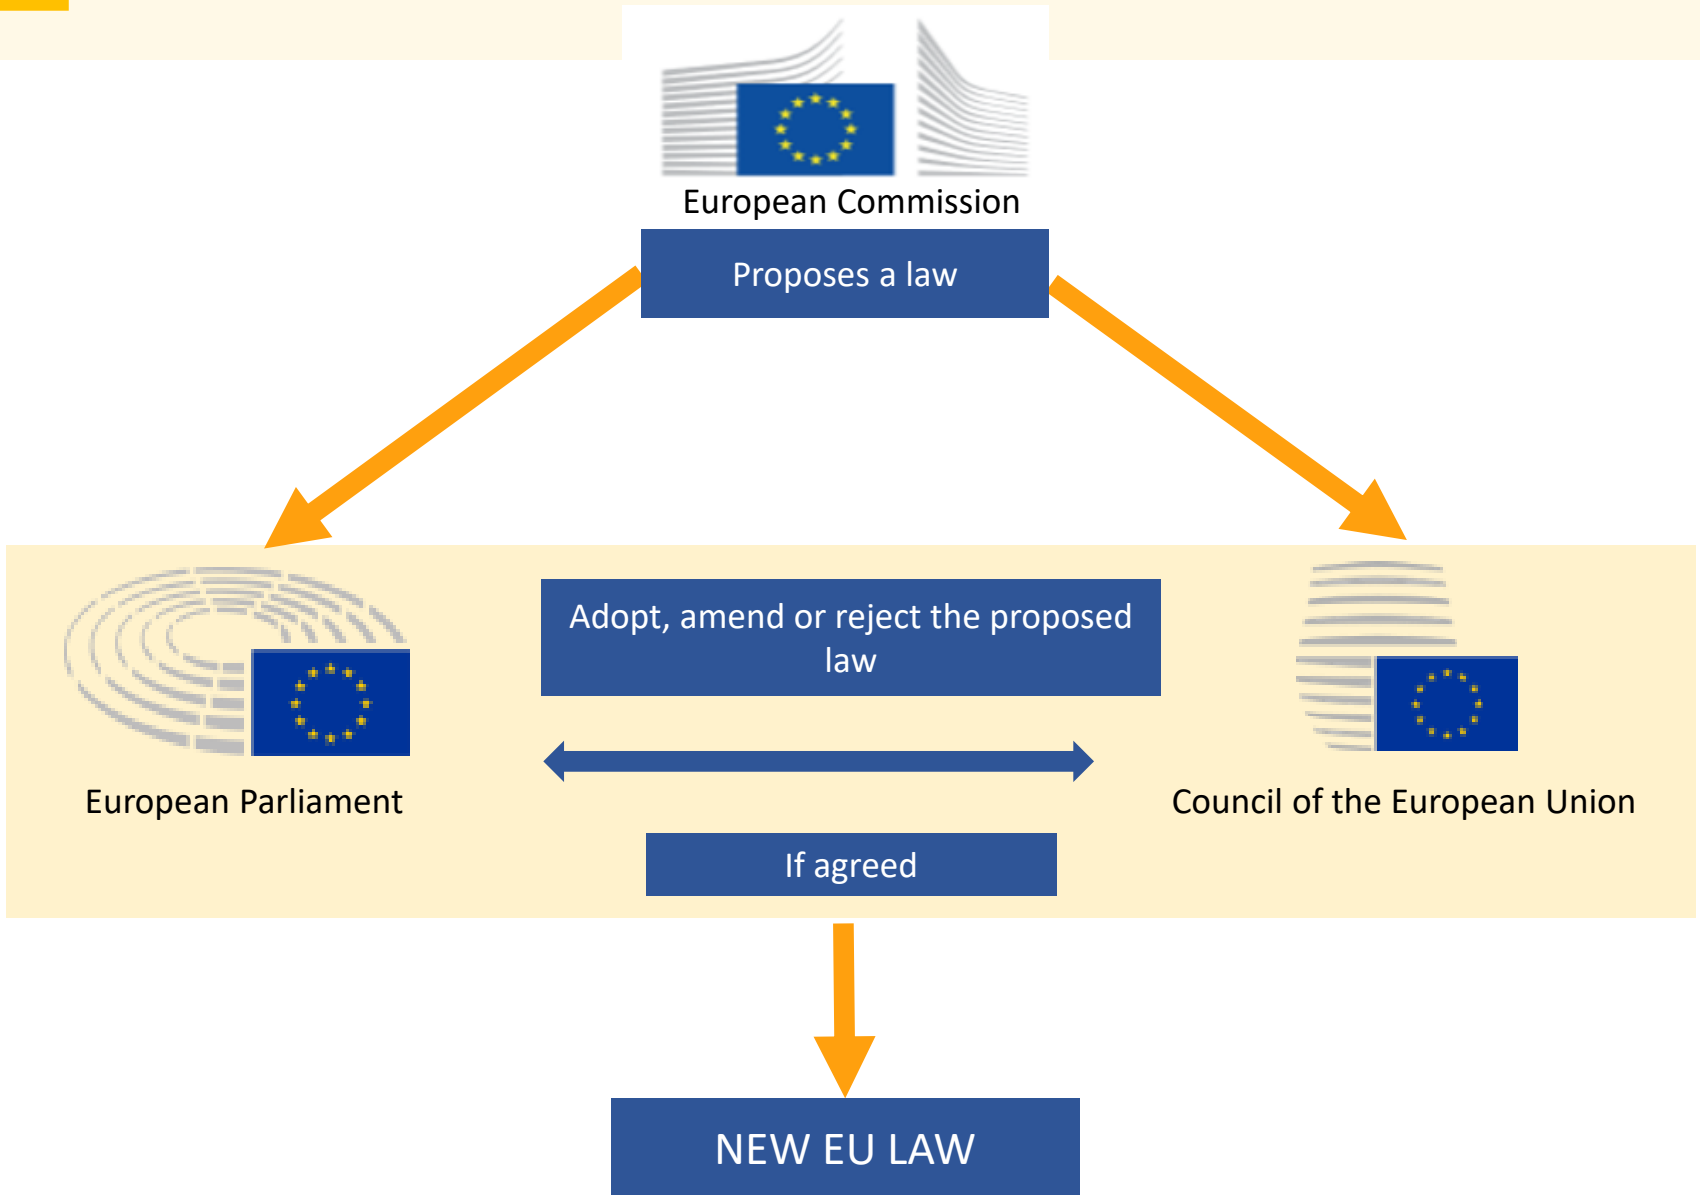 European Commission
Proposes a law
Adopt, amend or reject the proposed
law
European Parliament
Council of the European Union
If agreed
NEW EU LAW